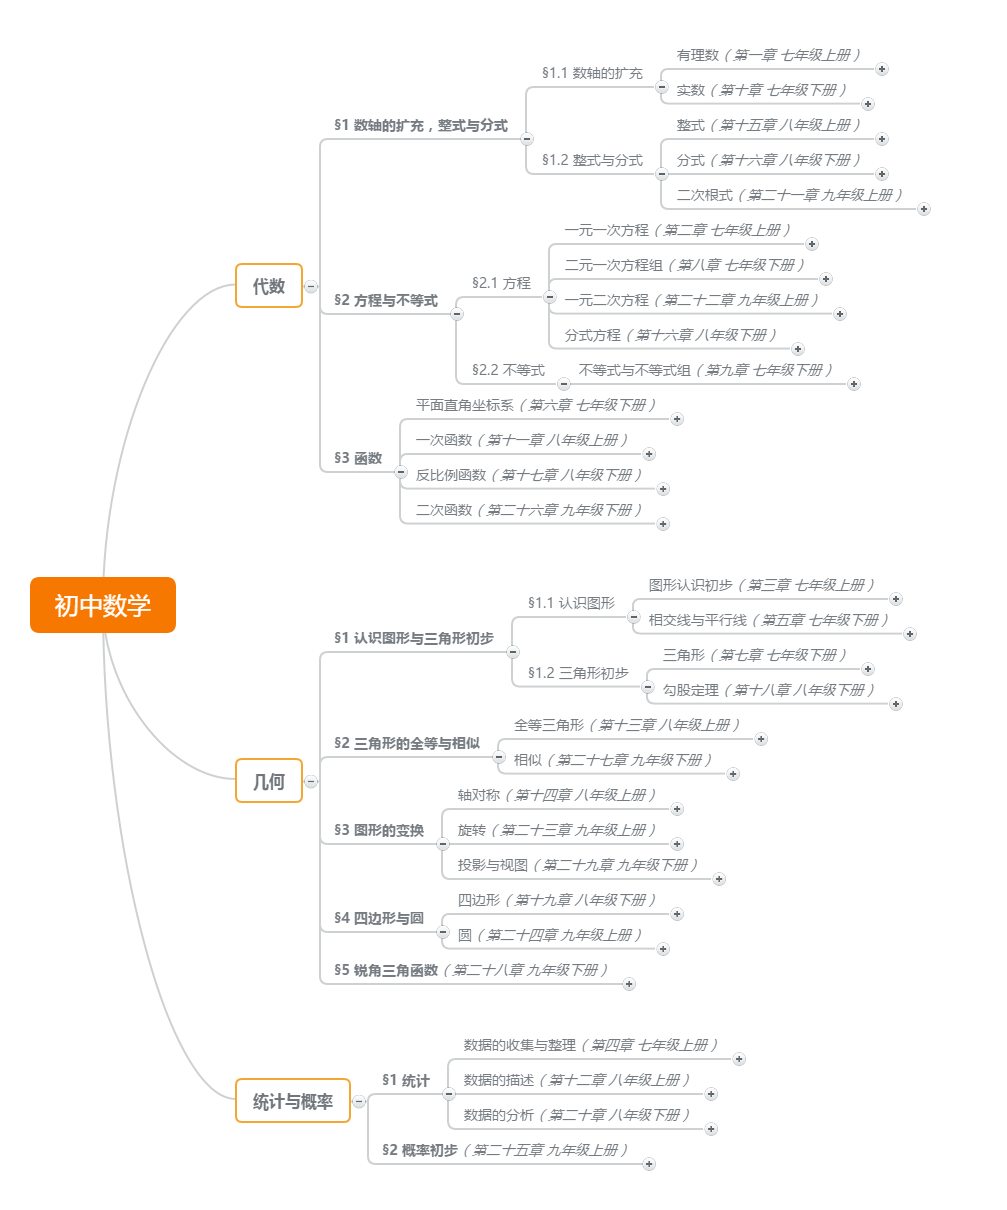 初中数学
代数
§1 数轴的扩充，整式与分式
§1.1 数轴的扩充
有理数（第一章 七年级上册）
实数（第十章 七年级下册）
§1.2 整式与分式
整式（第十五章 八年级上册）
分式（第十六章 八年级下册）
二次根式（第二十一章 九年级上册）
§2 方程与不等式
§2.1 方程
一元一次方程（第二章 七年级上册）
二元一次方程组（第八章 七年级下册）
一元二次方程（第二十二章 九年级上册）
分式方程（第十六章 八年级下册）
§2.2 不等式
不等式与不等式组（第九章 七年级下册）
§3 函数
平面直角坐标系（第六章 七年级下册）
一次函数（第十一章 八年级上册）
反比例函数（第十七章 八年级下册）
二次函数（第二十六章 九年级下册）
几何
§1 认识图形与三角形初步
§1.1 认识图形
图形认识初步（第三章 七年级上册）
相交线与平行线（第五章 七年级下册）
§1.2 三角形初步
三角形（第七章 七年级下册）
勾股定理（第十八章 八年级下册）
§2 三角形的全等与相似
全等三角形（第十三章 八年级上册）
相似（第二十七章 九年级下册）
§3 图形的变换
轴对称（第十四章 八年级上册）
旋转（第二十三章 九年级上册）
投影与视图（第二十九章 九年级下册）
§4 四边形与圆
四边形（第十九章 八年级下册）
圆（第二十四章 九年级上册）
§5 锐角三角函数（第二十八章 九年级下册）
统计与概率
§1 统计
数据的收集与整理（第四章 七年级上册）
数据的描述（第十二章 八年级上册）
数据的分析（第二十章 八年级下册）
§2 概率初步（第二十五章 九年级上册）